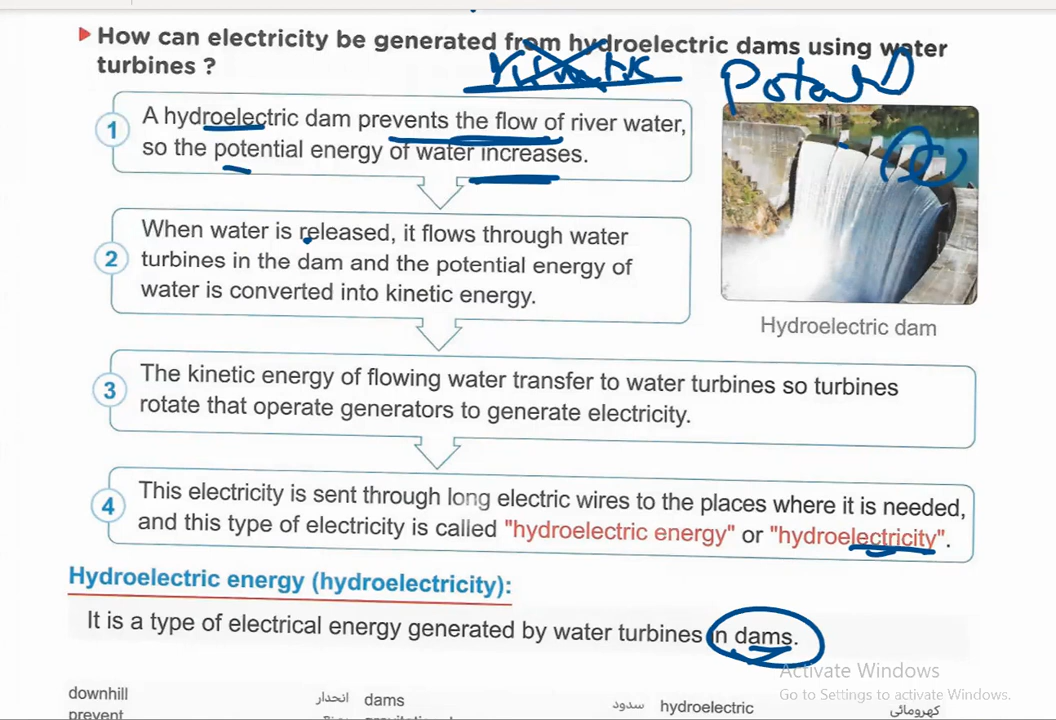 How can electricity be generated from hydroelectric dams using water
turbines ?
Potential
1
A hydroelectric dam prevents the flow of river water,
so the potential energy of water increases.
2
When water is released, it flows through water
turbines in the dam and the potential energy of
water is converted into kinetic energy.
Hydroelectric dam
3
The kinetic energy of flowing water transfer to water turbines so turbines
rotate that operate generators to generate electricity.
4
This electricity is sent through long electric wires to the places where it is needed,
and this type of electricity is called "hydroelectric energy" or "hydroelectricity".
Hydroelectric energy (hydroelectricity):
It is a type of electrical energy generated by water turbines in dams.
Activate Windows
Go to Settings to activate Windows.
downhill انحدار dams سدود hydroelectric كهرومائي
prevent